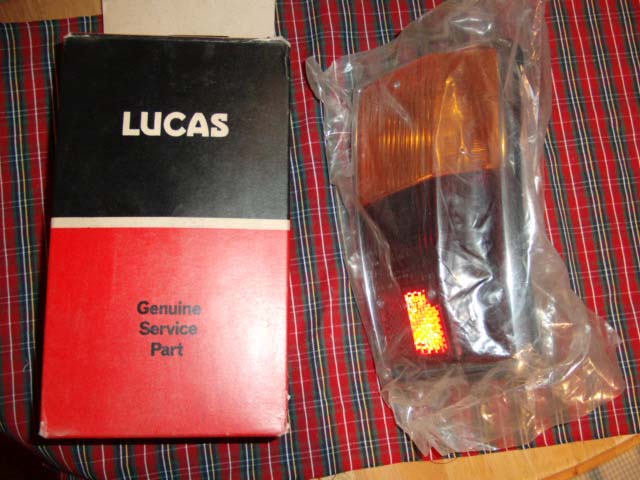 LUCAS
Genuine
Service
Part